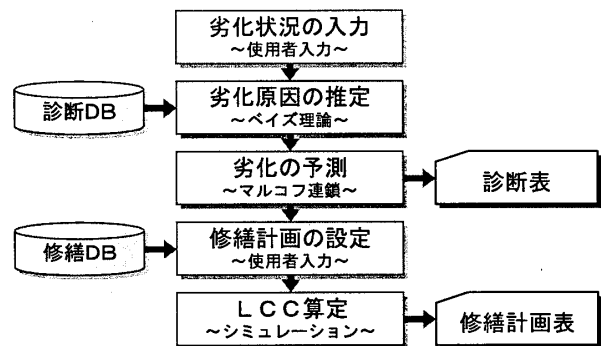 劣化状況の入力
～使用者入力～
診断DB
劣化原因の推定
～ベイズ理論～
劣化の予測
～マルコフ連鎖～
診断表
修繕DB
修繕計画の設定
～使用者入力～
LCC算定
～シミュレーション～
修繕計画表